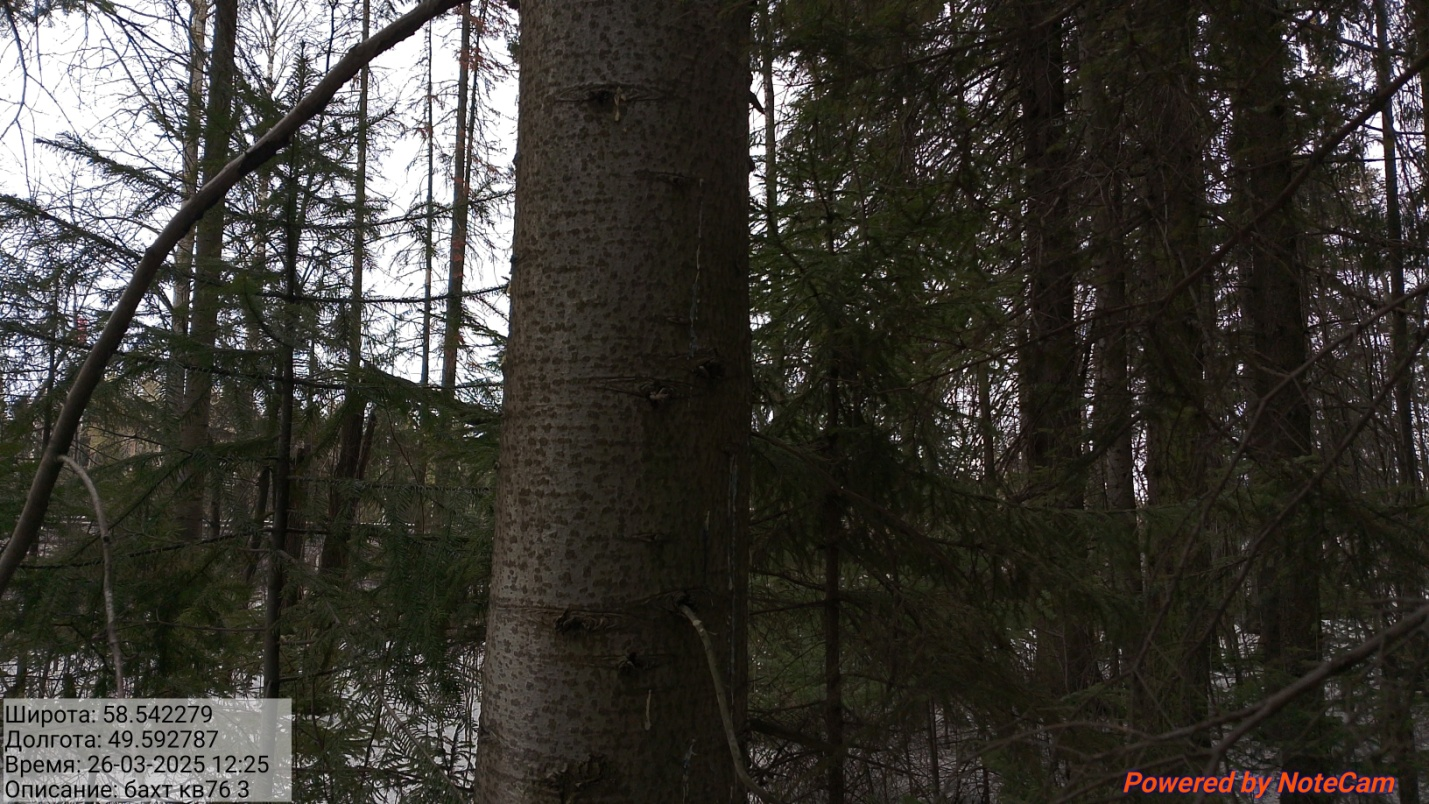 Широта: 58.542279
Долгота: 49.592787
Время: 26-03-2025 12:25
Описание: бахт кв76 3
Powered by NoteCam